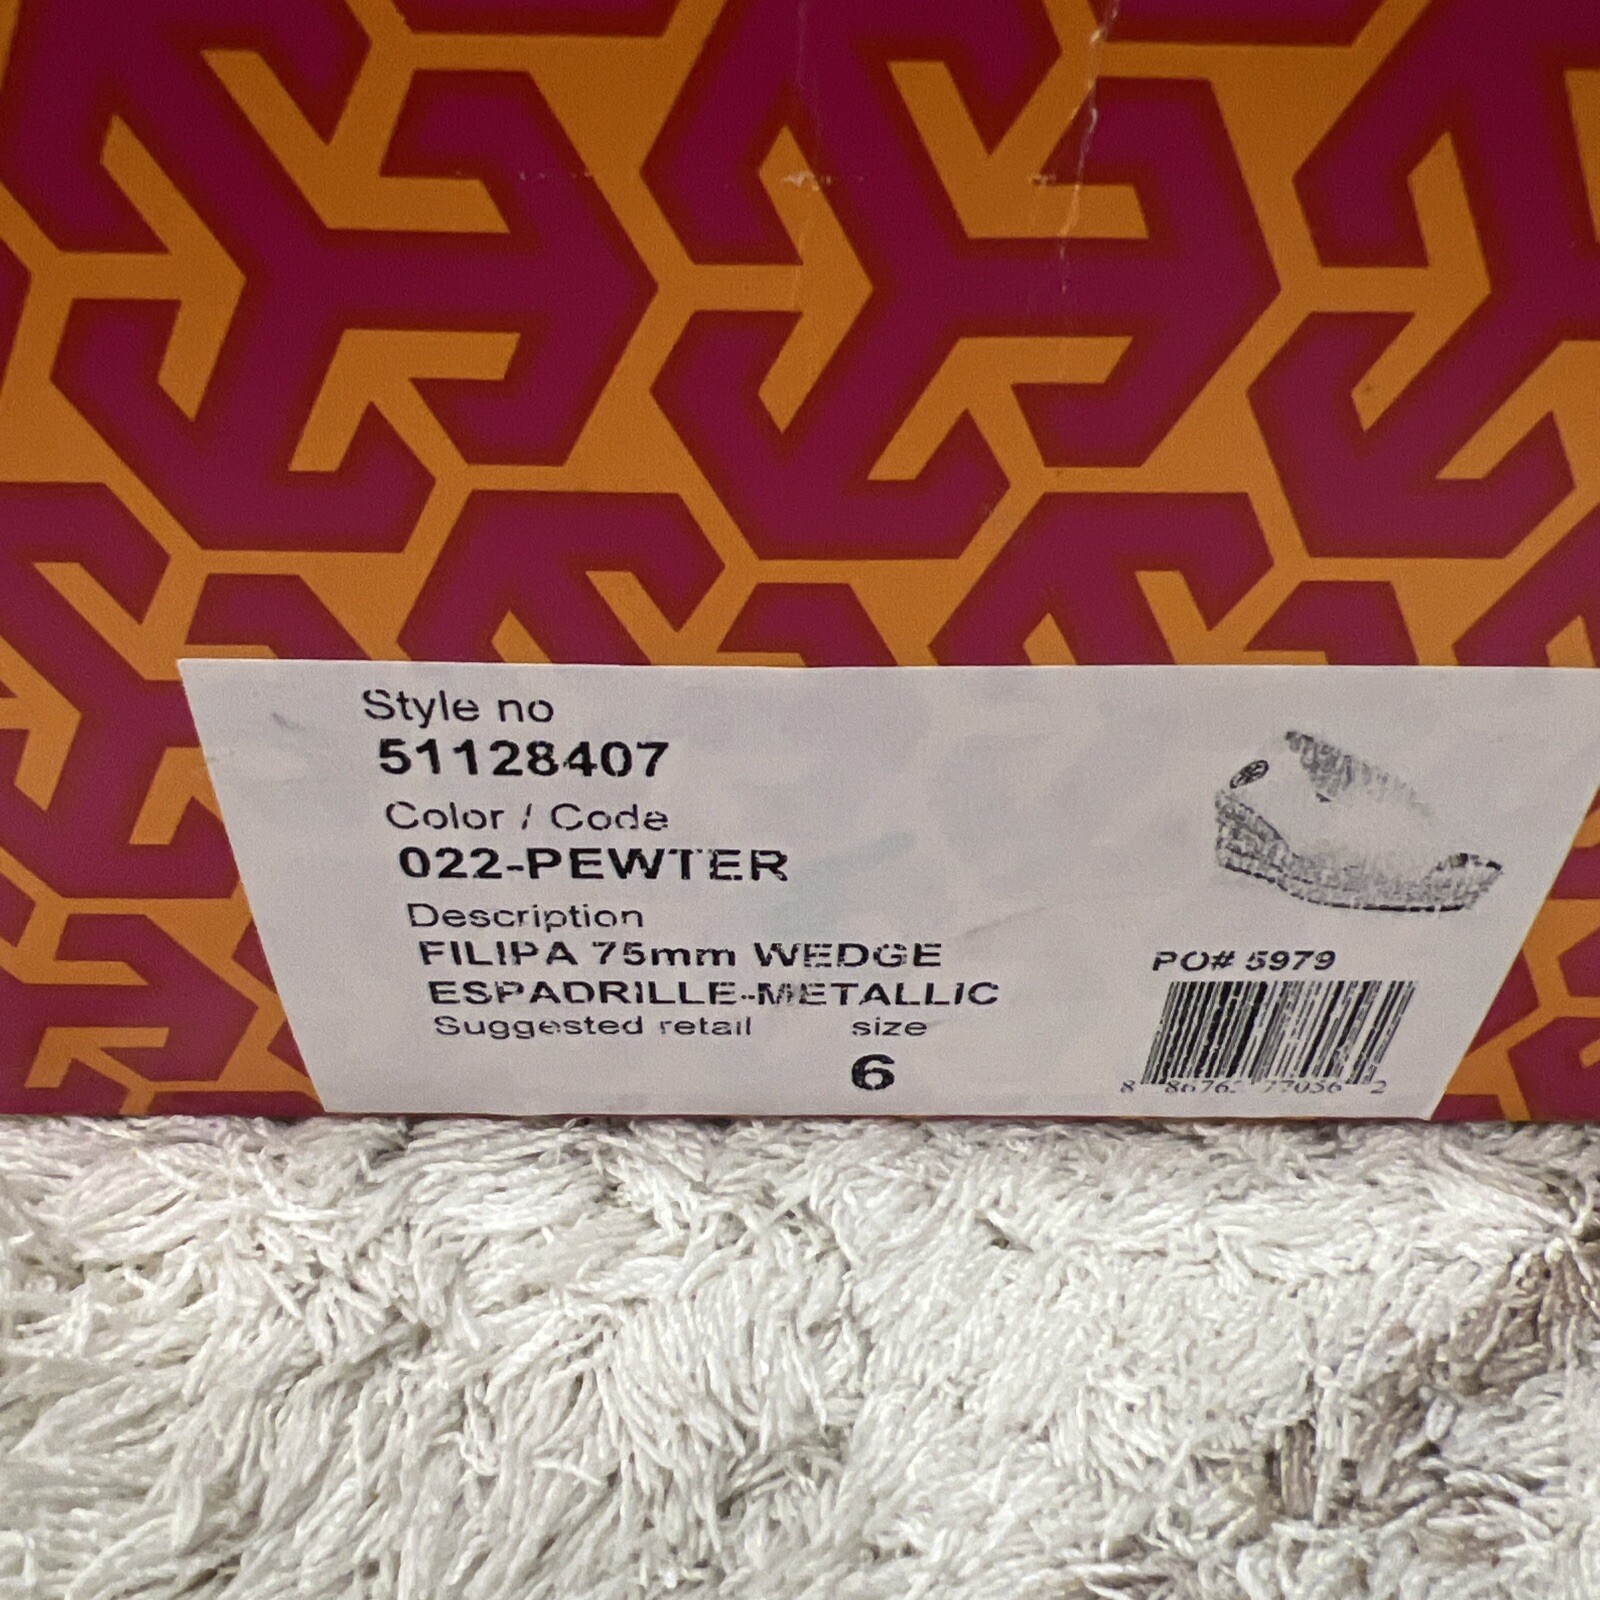 Style no
51128407
Color / Code
022-PEWTER
Description
FILIPA 75mm WEDGE
ESPADRILLE-METALLIC
Suggested retail size
6
PO# 5979